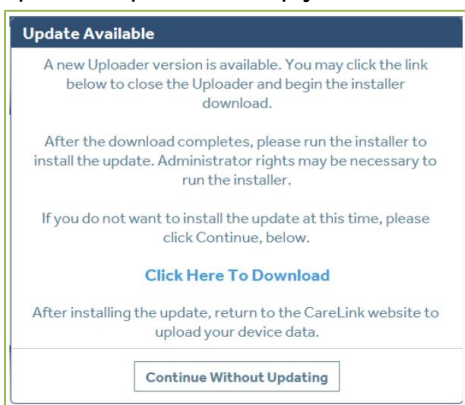 Update Available
A new Uploader version is available. You may click the link
below to close the Uploader and begin the installer
download.
After the download completes, please run the installer to
install the update. Administrator rights may be necessary to
run the installer.
If you do not want to install the update at this time, please
click Continue, below.
Click Here To Download
After installing the update, return to the CareLink website to
upload your device data.
Continue Without Updating